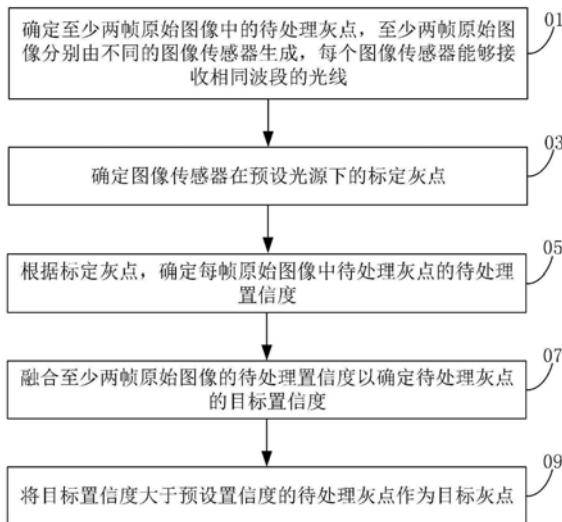 确定至少两帧原始图像中的待处理灰点，至少两帧原始图
像分别由不同的图像传感器生成，每个图像传感器能够接
收相同波段的光线
01
确定图像传感器在预设光源下的标定灰点
03
根据标定灰点，确定每帧原始图像中待处理灰点的待处理
置信度
05
融合至少两帧原始图像的待处理置信度以确定待处理灰点
的目标置信度
07
将目标置信度大于预设置信度的待处理灰点作为目标灰点
09